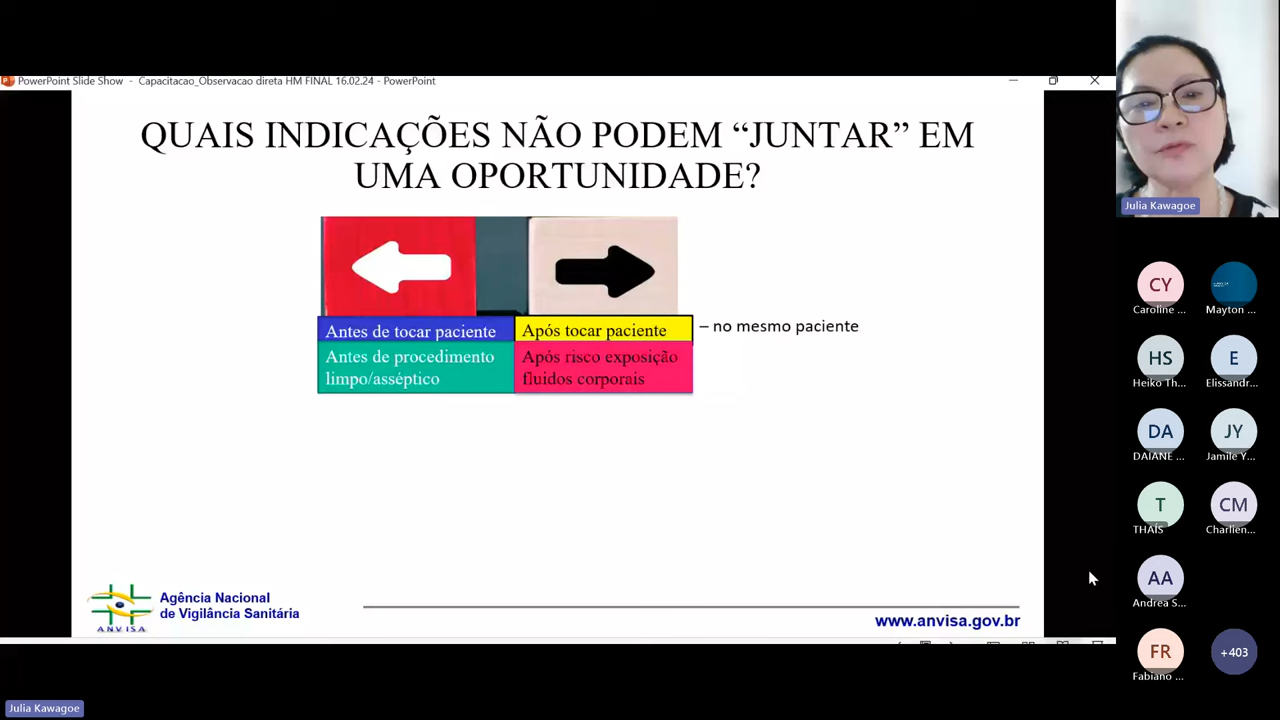 PowerPoint Slide Show - Capacitacao_Observacao direta HM FINAL 16.02.24 - PowerPoint
QUAIS INDICAÇÕES NÃO PODEM “JUNTAR” EM
UMA OPORTUNIDADE?
Antes de tocar paciente
Após tocar paciente
– no mesmo paciente
Antes de procedimento
limpo/asséptico
Após risco exposição
fluidos corporais
ANVISA
Agência Nacional
de Vigilância Sanitária
www.anvisa.gov.br
Julia Kawagoe
CY
Caroline ...
Mayton ...
HS
Heiko Th...
E
Elissandr...
DA
DAIANE ...
JY
Jamile Y...
T
THAÍS
CM
Charlien...
AA
Andrea S...
FR
Fabiano ...
+403
Julia Kawagoe